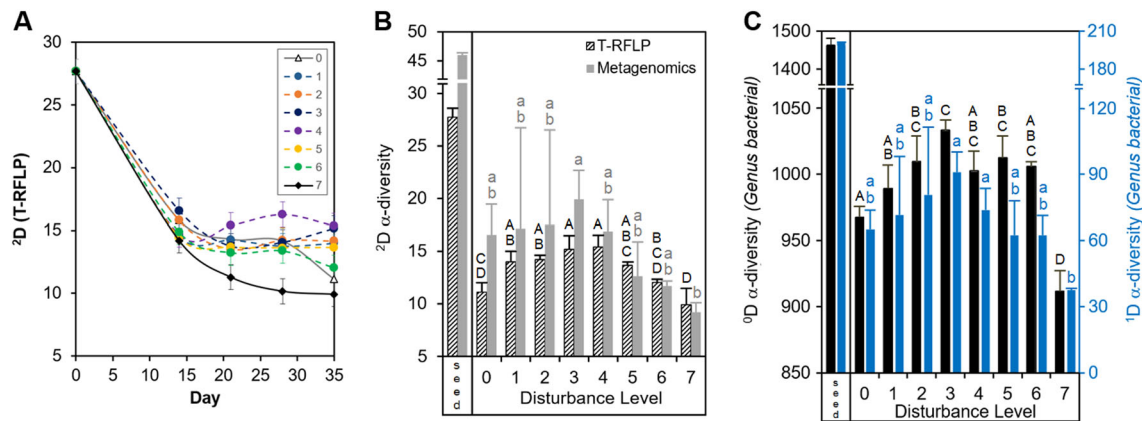 A
30
25
20
15
10
5
²D (T-RFLP)
0 5 10 15 20 25 30 35
Day
0
1
2
3
4
5
6
7
B
50
45
30
25
20
15
10
5
²D α-diversity
T-RFLP
Metagenomics
C D
a b
A B
a b
A B
a b
A
a
A
a b
A B C
a b
B C D
a b
D
b
seed
0 1 2 3 4 5 6 7
Disturbance Level
C
1500
1400
1050
1000
950
900
850
⁰D α-diversity (Genus bacterial)
A
a b
A B
a b
B C
a b
C
a
A B C
a
B C
a b
A B C
a b
D
b
seed
0 1 2 3 4 5 6 7
Disturbance Level
210
180
120
90
60
30
0
¹D α-diversity (Genus bacterial)